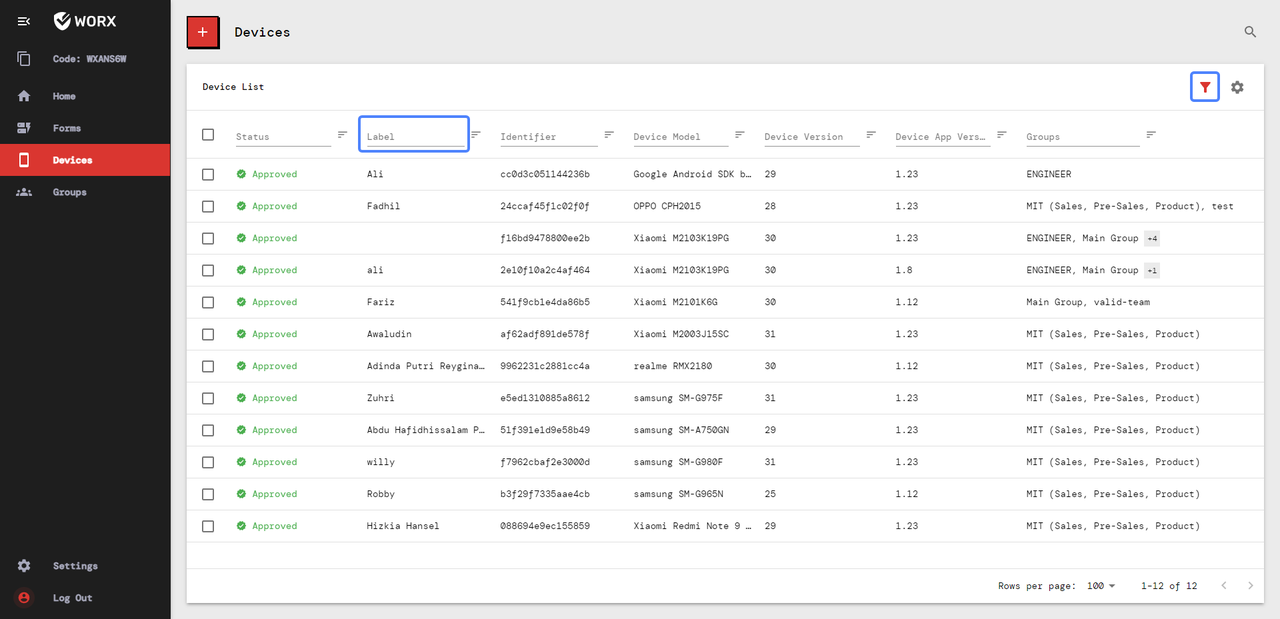 WORX
Code: WXANS6W
Home
Forms
Devices
Groups
Settings
Log Out
+ Devices
Device List
Status Label Identifier Device Model Device Version Device App Vers… Groups
Approved Ali cc0d3c051144236b Google Android SDK b… 29 1.23 ENGINEER
Approved Fadhil 24ccaf45f1c02f0f OPPO CPH2015 28 1.23 MIT (Sales, Pre-Sales, Product), test
Approved f16bd9478800ee2b Xiaomi M2103K19PG 30 1.23 ENGINEER, Main Group +4
Approved ali 2e10f10a2c4af464 Xiaomi M2103K19PG 30 1.8 ENGINEER, Main Group +1
Approved Fariz 541f9cb1e4da86b5 Xiaomi M2101K6G 30 1.12 Main Group, valid-team
Approved Awaludin af62adf891de578f Xiaomi M2003J15SC 31 1.23 MIT (Sales, Pre-Sales, Product)
Approved Adinda Putri Reygina… 9962231c2881cc4a realme RMX2180 30 1.12 MIT (Sales, Pre-Sales, Product)
Approved Zuhri e5ed1310885a8612 samsung SM-G975F 31 1.23 MIT (Sales, Pre-Sales, Product)
Approved Abdu Hafidhissalam P… 51f391e1d9e58b49 samsung SM-A750GN 29 1.23 MIT (Sales, Pre-Sales, Product)
Approved willy f7962cbaf2e3000d samsung SM-G980F 31 1.23 MIT (Sales, Pre-Sales, Product)
Approved Robby b3f29f7335aae4cb samsung SM-G965N 25 1.12 MIT (Sales, Pre-Sales, Product)
Approved Hizkia Hansel 088694e9ec155859 Xiaomi Redmi Note 9 … 29 1.23 MIT (Sales, Pre-Sales, Product)
Rows per page: 100 1-12 of 12